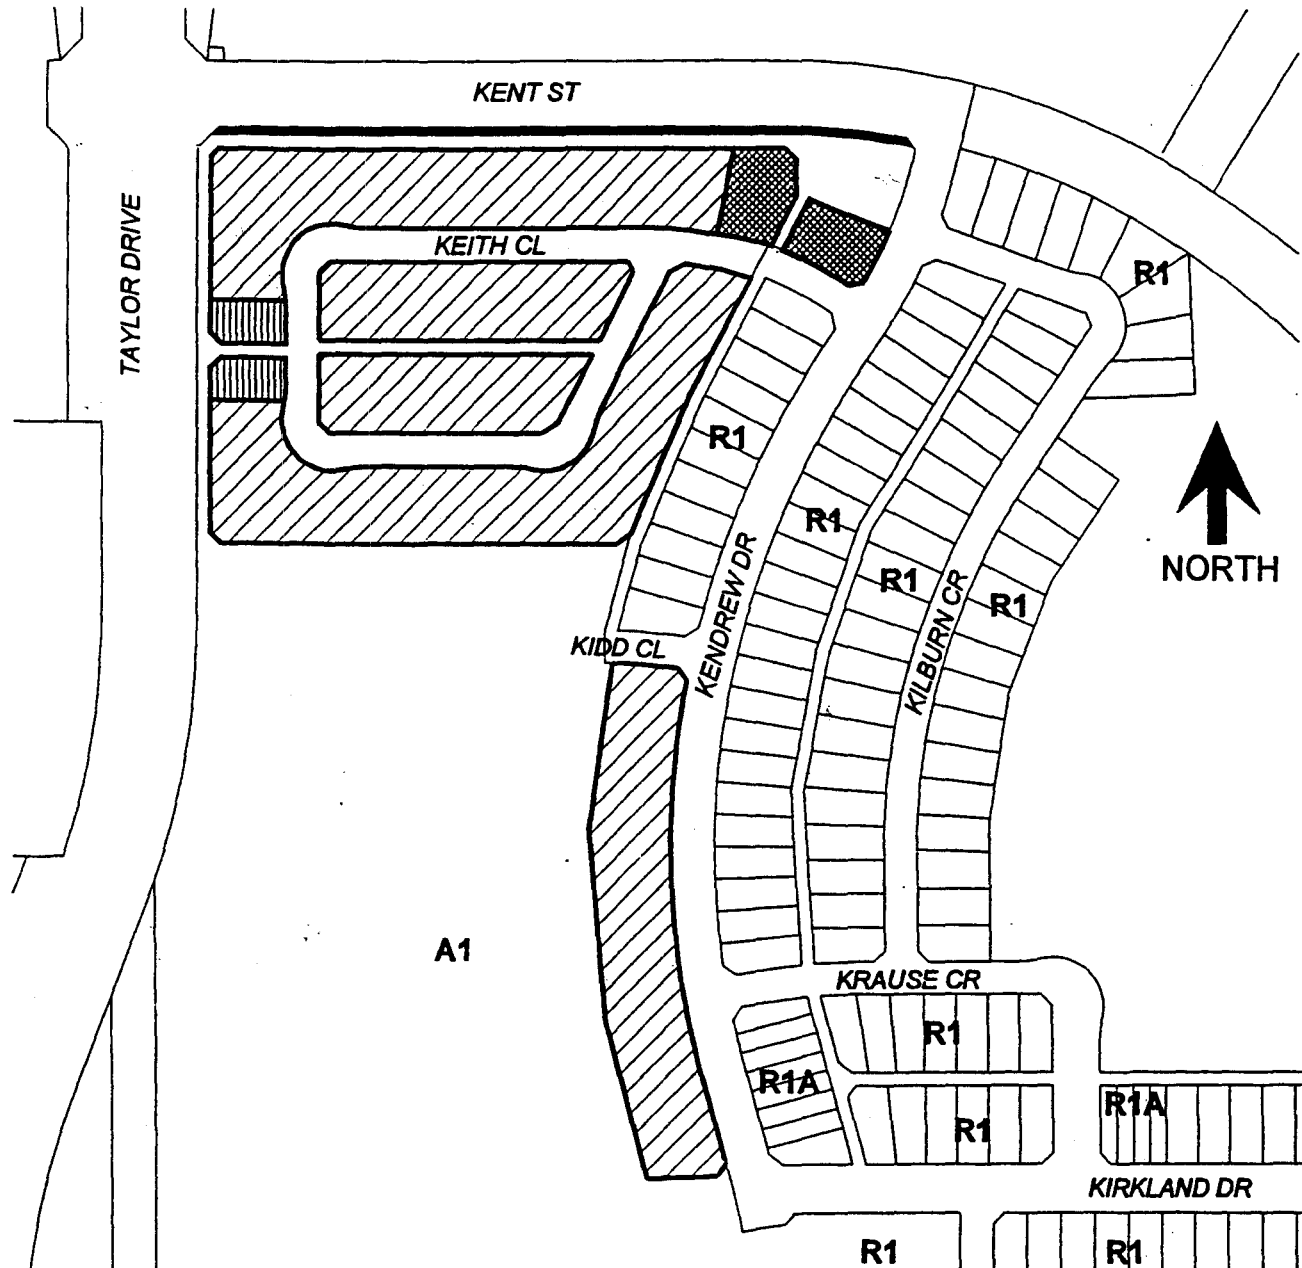 KENT ST
TAYLOR DRIVE
KEITH CL
R1
R1
R1
NORTH
R1
R1
KENDREW DR
KILBURN CR
KIDD CL
A1
KRAUSE CR
R1
R1A
R1A
R1
KIRKLAND DR
R1
R1